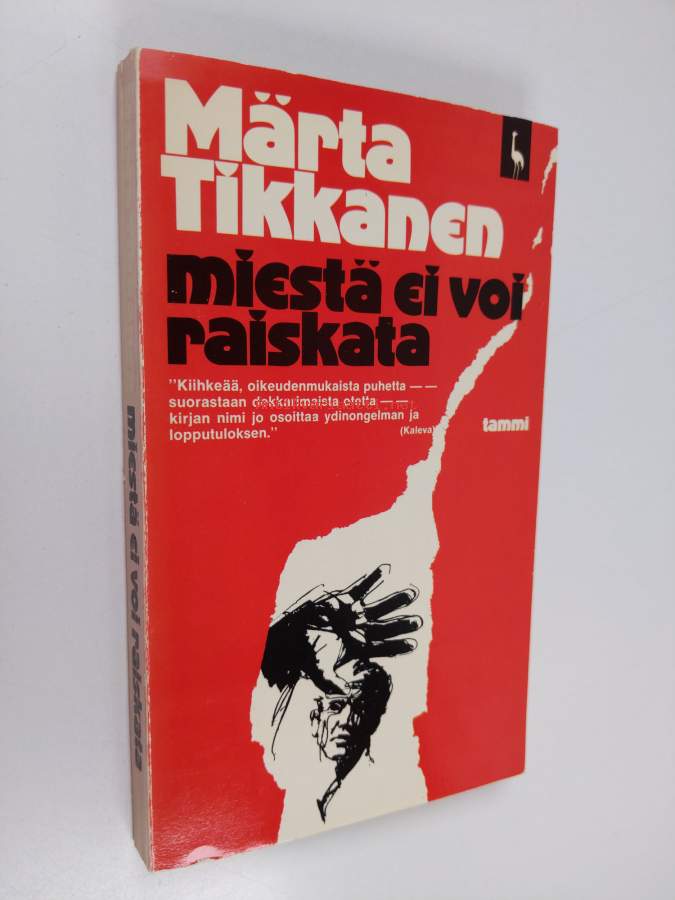 Märta
Tikkanen
miestä ei voi
raiskata
"Kiihkeää, oikeudenmukaista puhetta — —
suorastaan dekkarimaista otetta — —
kirjan nimi jo osoittaa ydinongelman ja
lopputuloksen."
(Kaleva)
tammi
miestä ei voi raiskata